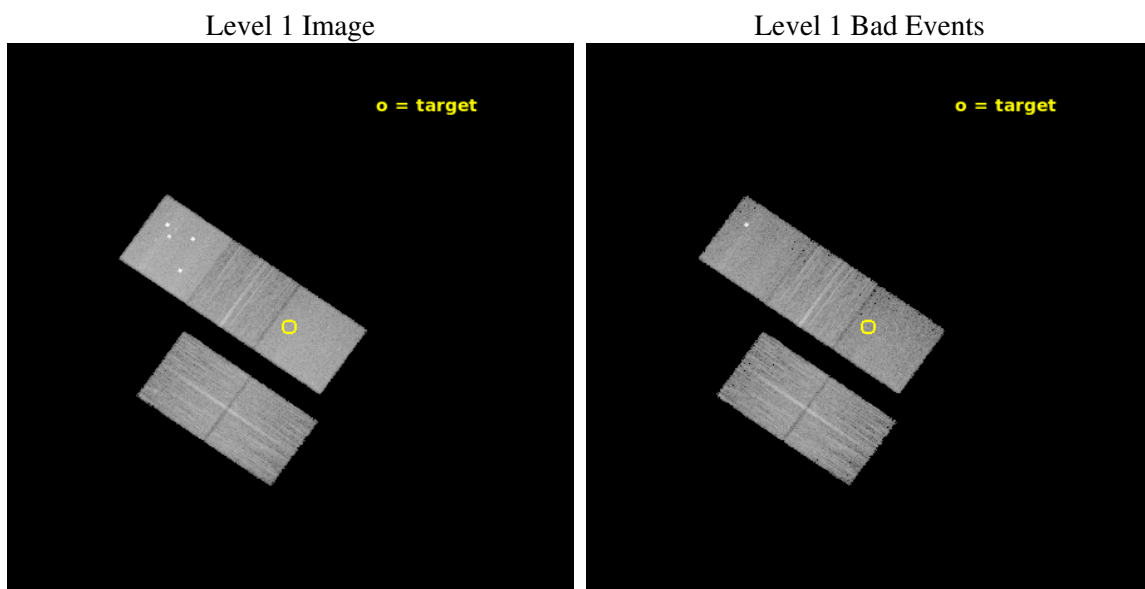 Level 1 Image
Level 1 Bad Events
o = target
o = target